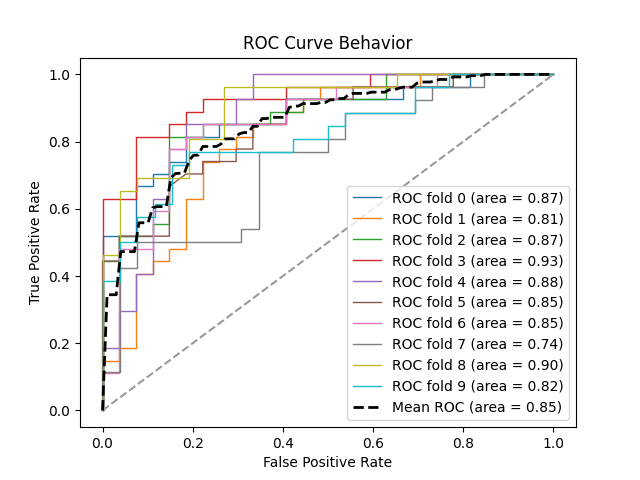 ROC Curve Behavior
True Positive Rate
1.0
0.8
0.6
0.4
0.2
0.0
ROC fold 0 (area = 0.87)
ROC fold 1 (area = 0.81)
ROC fold 2 (area = 0.87)
ROC fold 3 (area = 0.93)
ROC fold 4 (area = 0.88)
ROC fold 5 (area = 0.85)
ROC fold 6 (area = 0.85)
ROC fold 7 (area = 0.74)
ROC fold 8 (area = 0.90)
ROC fold 9 (area = 0.82)
Mean ROC (area = 0.85)
0.0 0.2 0.4 0.6 0.8 1.0
False Positive Rate